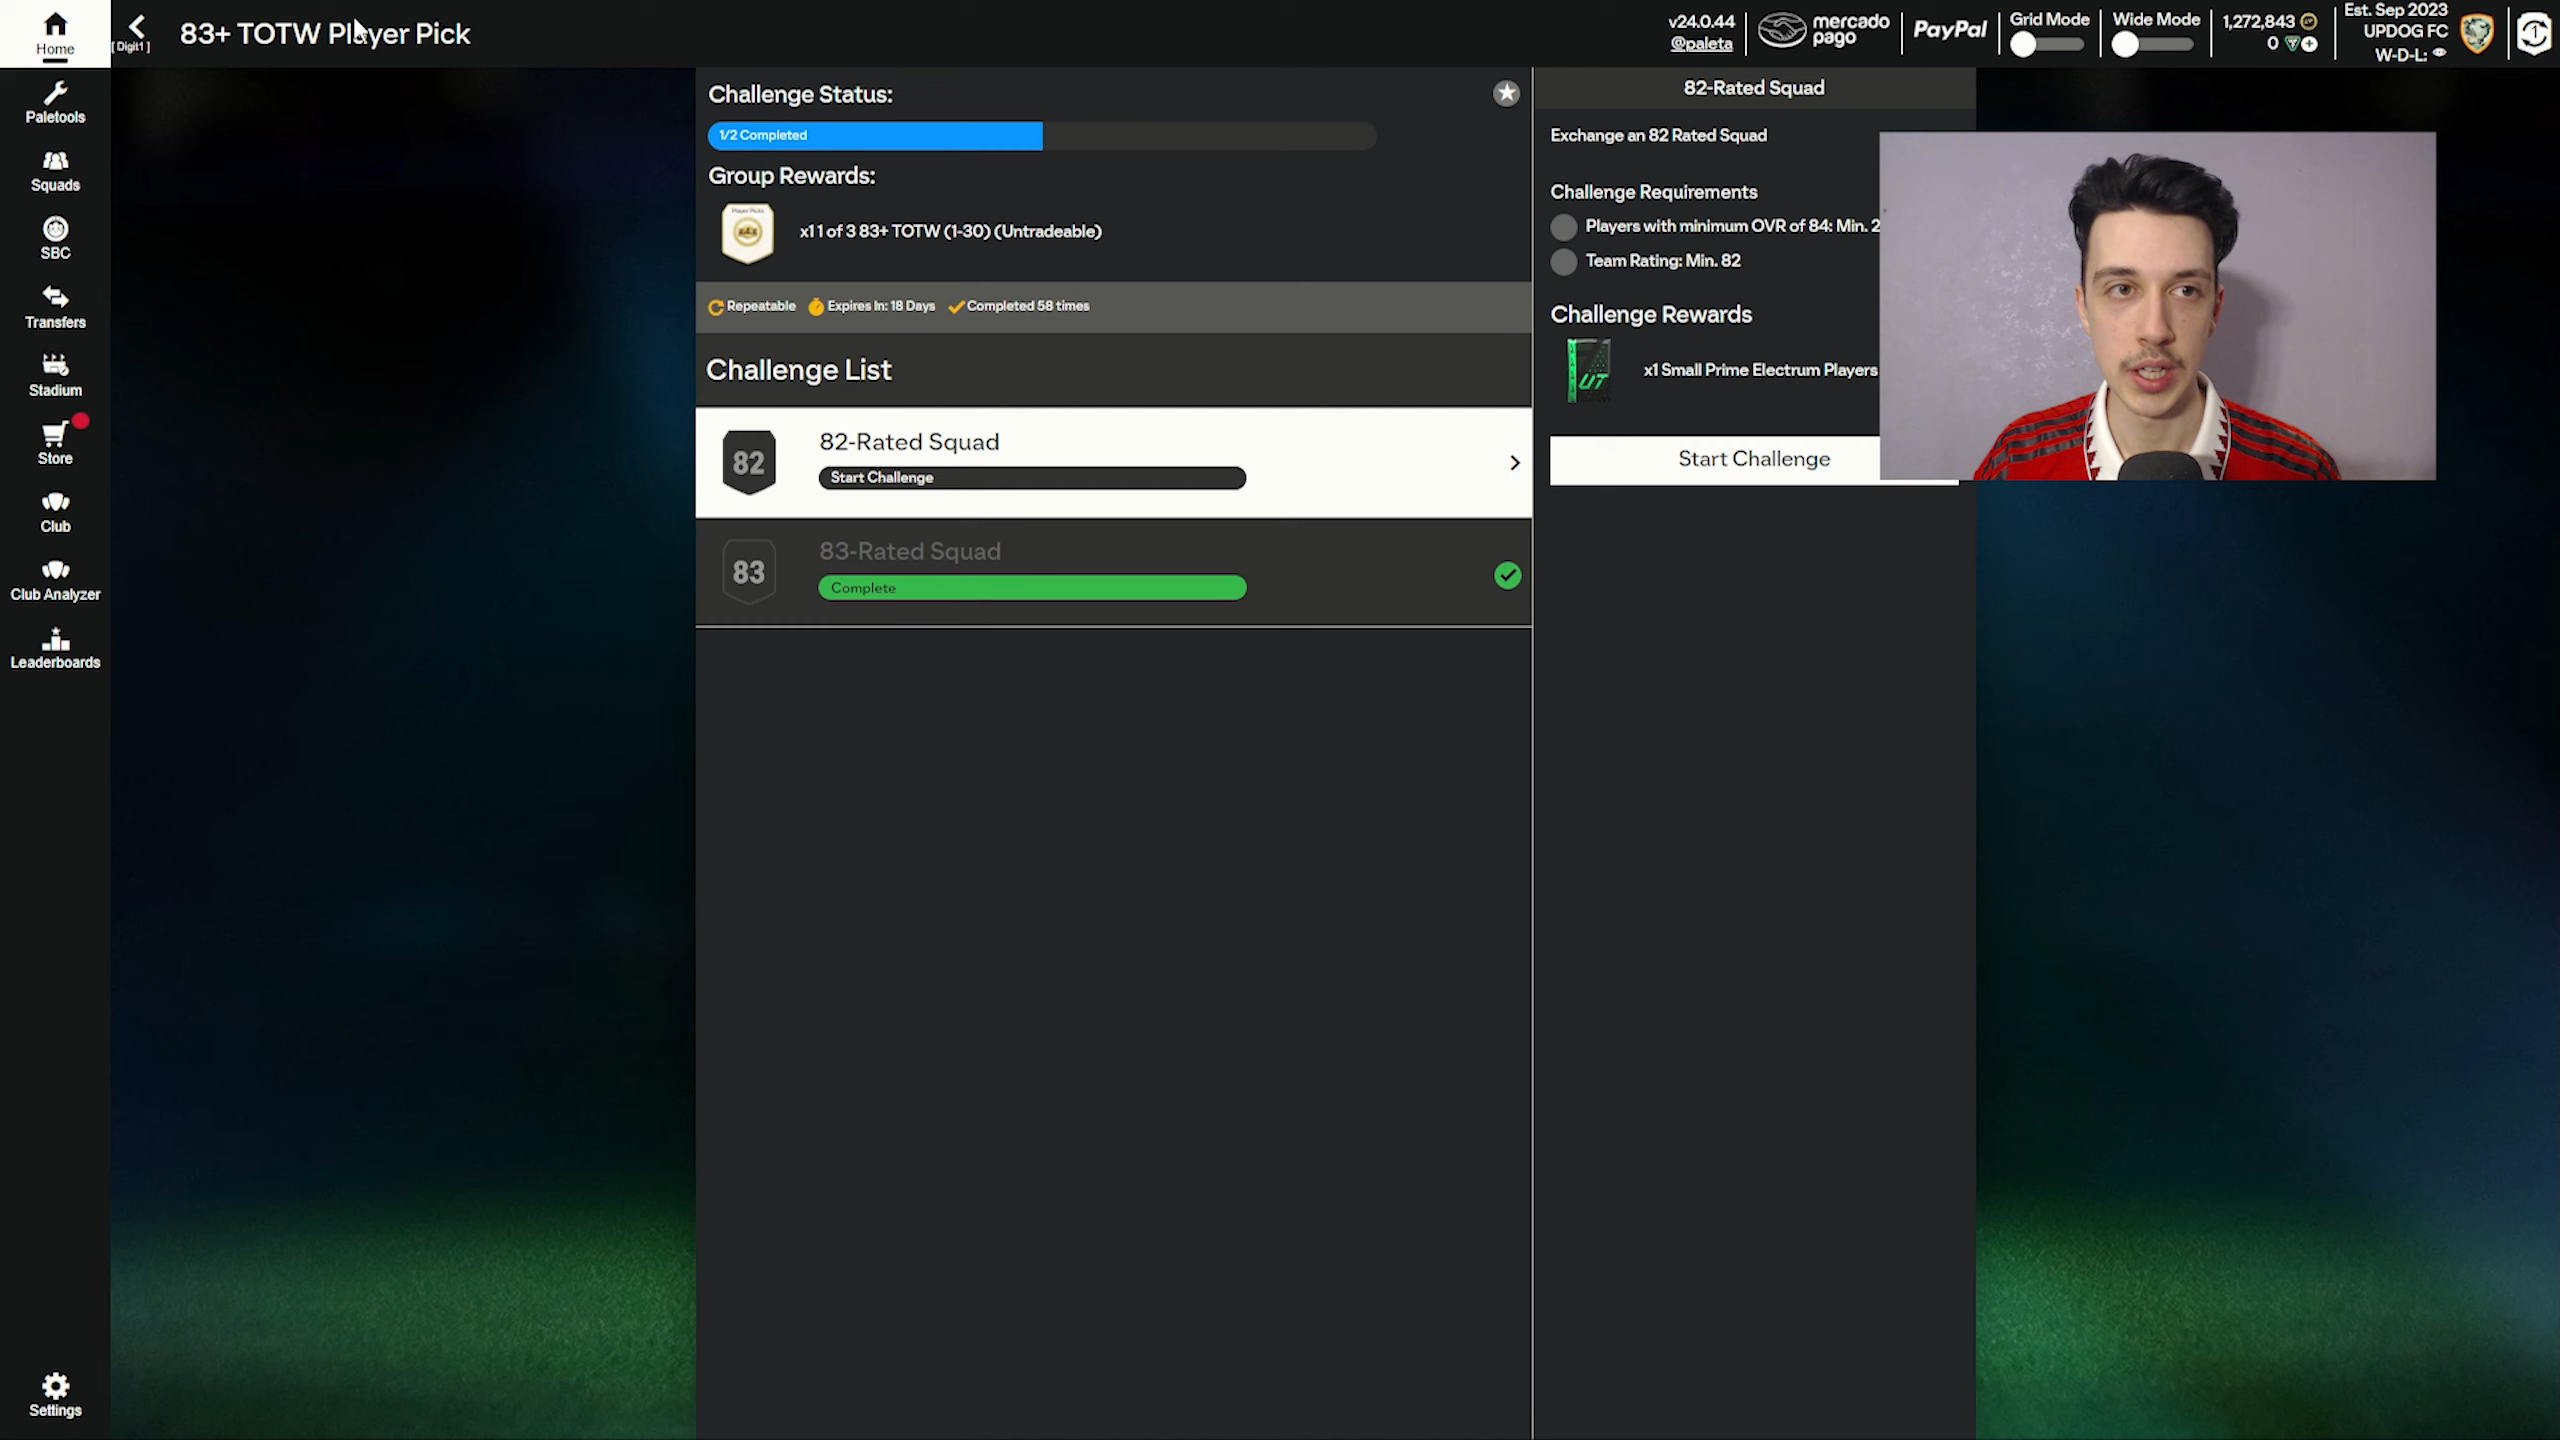 Home
[ Digit1 ]
83+ TOTW Player Pick
v24.0.44
@paleta
mercado
pago
PayPal
Grid Mode
Wide Mode
1,272,843
0
Est. Sep 2023
UPDOG FC
W-D-L:
1
Paletools
Squads
SBC
Transfers
Stadium
Store
Club
Club Analyzer
Leaderboards
Settings
Challenge Status:
1/2 Completed
Group Rewards:
Player Picks
x1 1 of 3 83+ TOTW (1-30) (Untradeable)
Repeatable
Expires In: 18 Days
Completed 58 times
Challenge List
82
82-Rated Squad
Start Challenge
83
83-Rated Squad
Complete
82-Rated Squad
Exchange an 82 Rated Squad
Challenge Requirements
Players with minimum OVR of 84: Min. 2
Team Rating: Min. 82
Challenge Rewards
UT
x1 Small Prime Electrum Players
Start Challenge